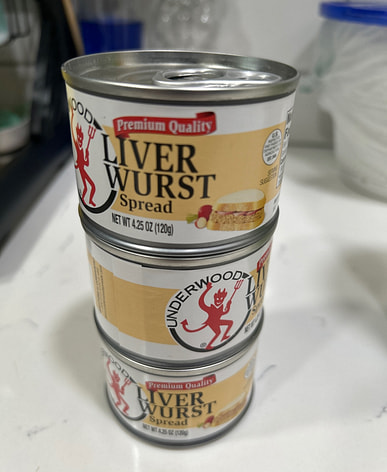 UNDERWOOD
Premium Quality
LIVER
WURST
Spread
NET WT 4.25 OZ (120g)
UNDERWOOD
®
Premium Quality
LIVER
WURST
Spread
NET WT 4.25 OZ (120g)